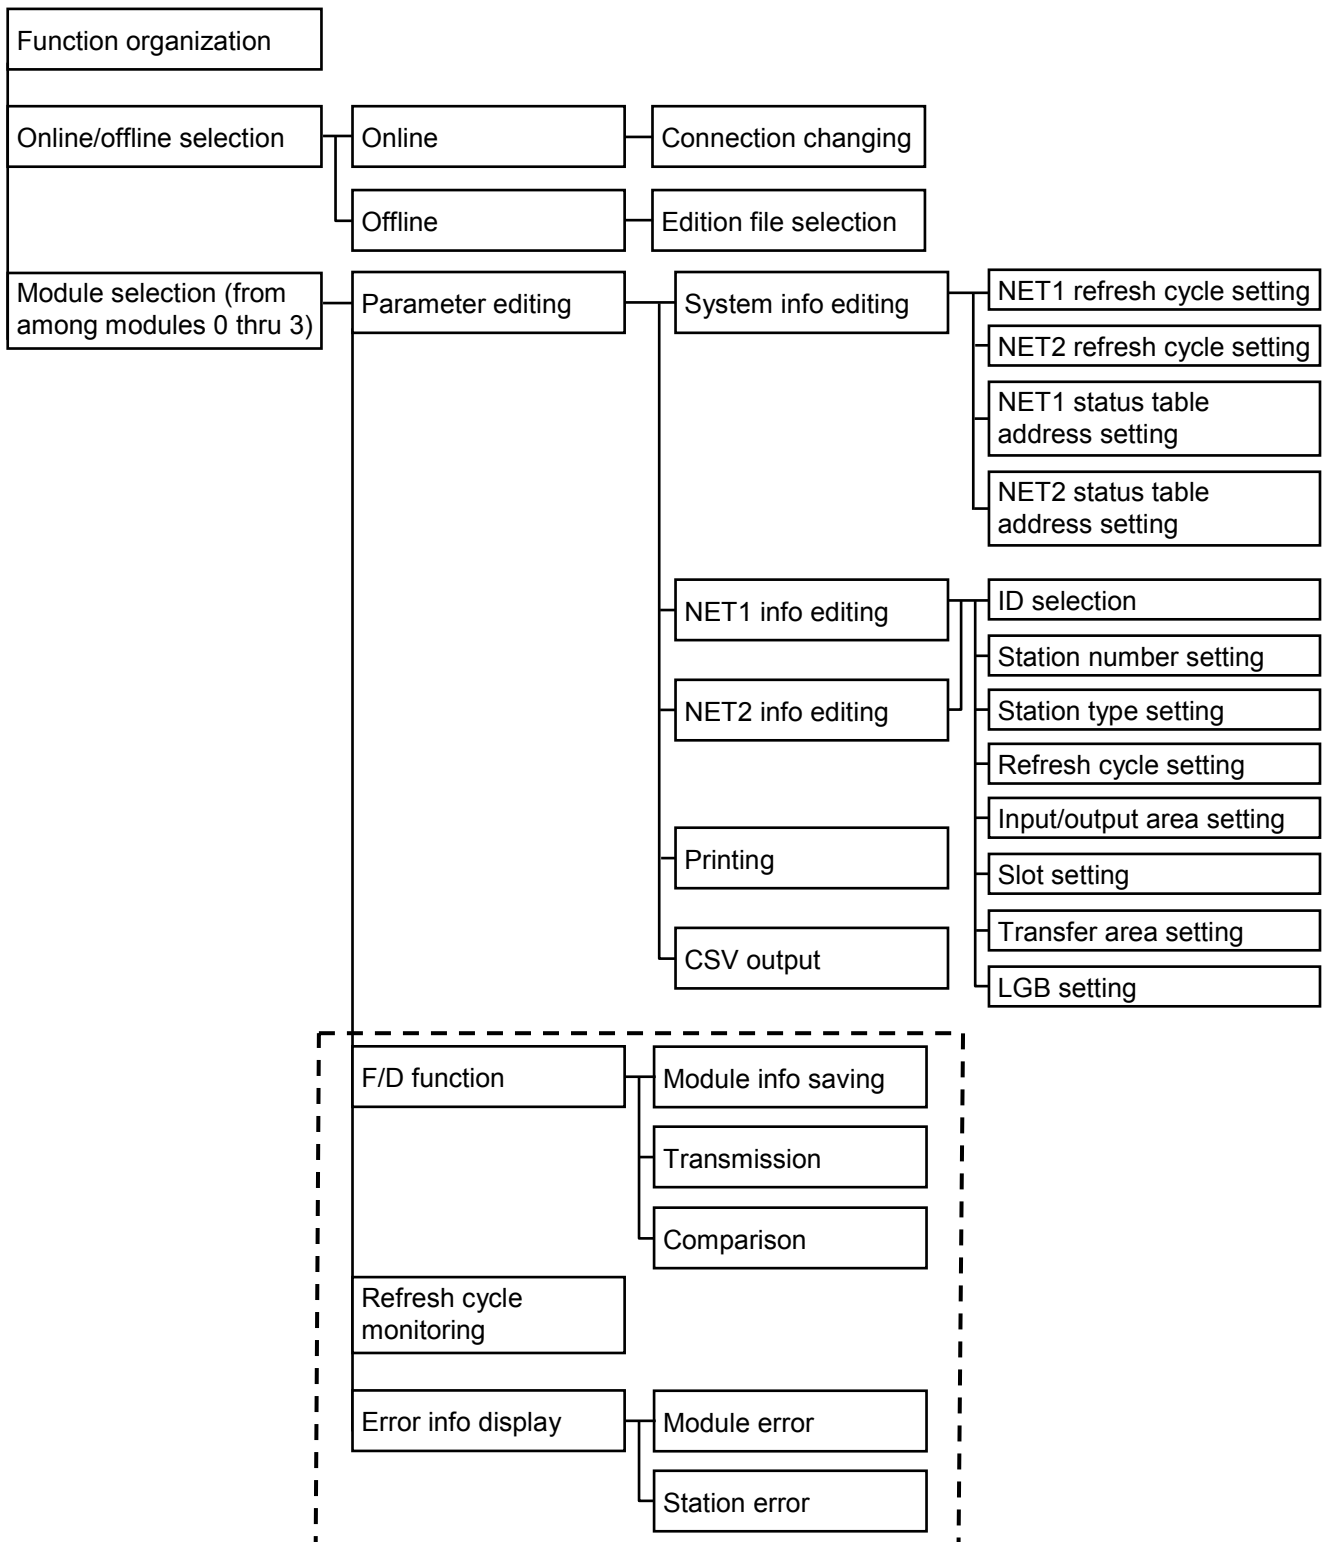 Function organization
Online/offline selection
Online
Connection changing
Offline
Edition file selection
Module selection (from
among modules 0 thru 3)
Parameter editing
System info editing
NET1 refresh cycle setting
NET2 refresh cycle setting
NET1 status table
address setting
NET2 status table
address setting
NET1 info editing
ID selection
Station number setting
NET2 info editing
Station type setting
Refresh cycle setting
Input/output area setting
Printing
Slot setting
Transfer area setting
CSV output
LGB setting
F/D function
Module info saving
Transmission
Comparison
Refresh cycle
monitoring
Error info display
Module error
Station error